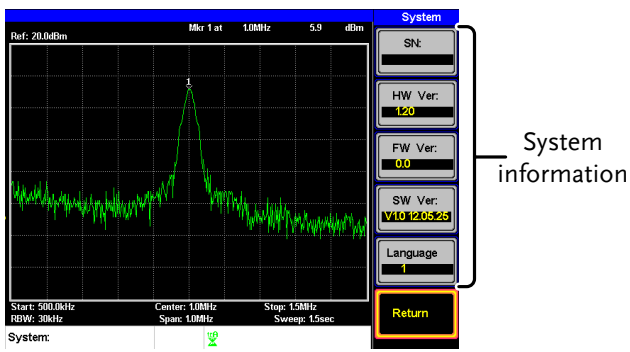 System
Mkr 1 at 1.0MHz 5.9 dBm
Ref: 20.0dBm
1
SN:
HW Ver:
1.20
FW Ver:
0.0
SW Ver:
V1.0 12.05.25
Language
1
Return
Start: 500.0kHz Center: 1.0MHz Stop: 1.5MHz
RBW: 30kHz Span: 1.0MHz Sweep: 1.5sec
System:
System
information